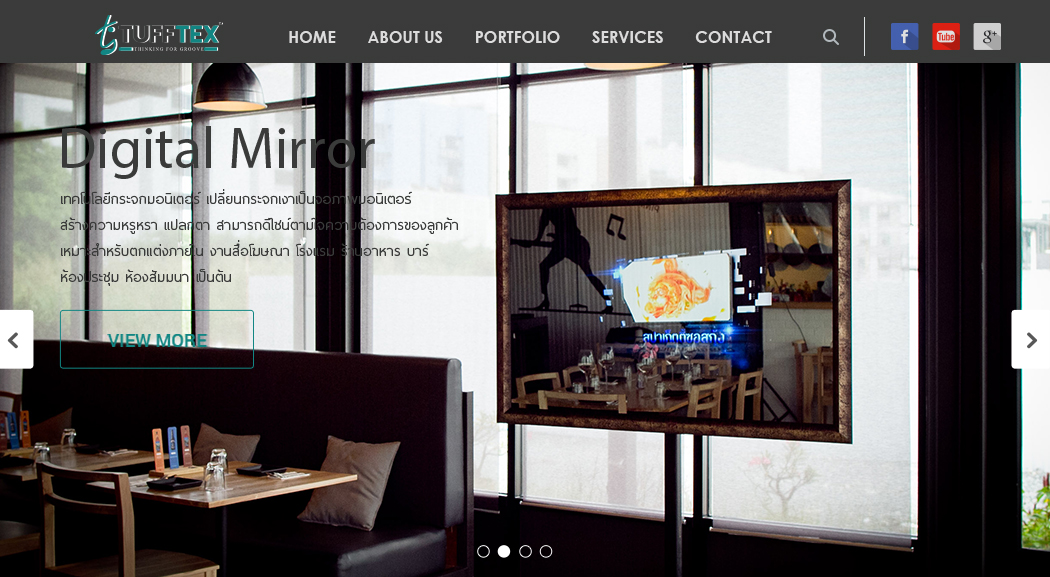 TUFFTEX
THINKING FOR GROOVE
HOME ABOUT US PORTFOLIO SERVICES CONTACT
f You Tube g+
Digital Mirror
เทคโนโลยีกระจกมอนิเตอร์ เปลี่ยนกระจกเงาเป็นจอภาพมอนิเตอร์
สร้างความหรูหรา แปลกตา สามารถดีไซน์ตามใจความต้องการของลูกค้า
เหมาะสำหรับตกแต่งภายใน งานสื่อโฆษณา โรงแรม ร้านอาหาร บาร์
ห้องประชุม ห้องสัมมนา เป็นต้น
VIEW MORE